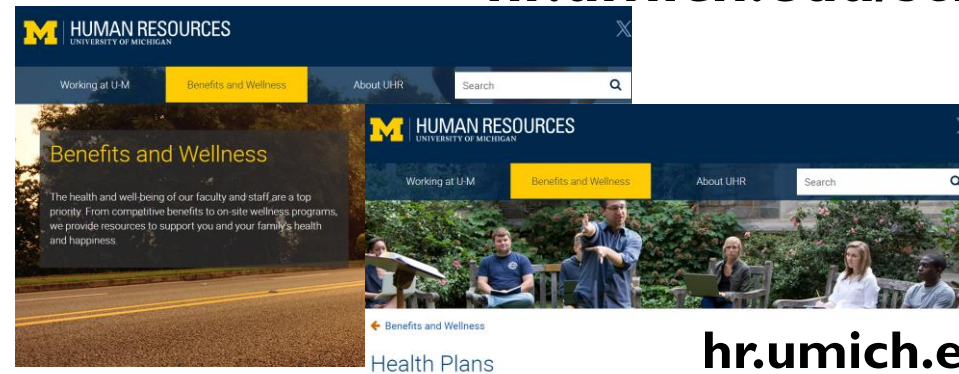 HUMAN RESOURCES
UNIVERSITY OF MICHIGAN
Working at U-M
Benefits and Wellness
About UHR
Search
Benefits and Wellness
The health and well-being of our faculty and staff are a top
priority. From competitive benefits to on-site wellness programs,
we provide resources to support you and your family's health
and happiness.
HUMAN RESOURCES
UNIVERSITY OF MICHIGAN
Working at U-M
Benefits and Wellness
About UHR
Search
Benefits and Wellness
Health Plans
hr.umich.e